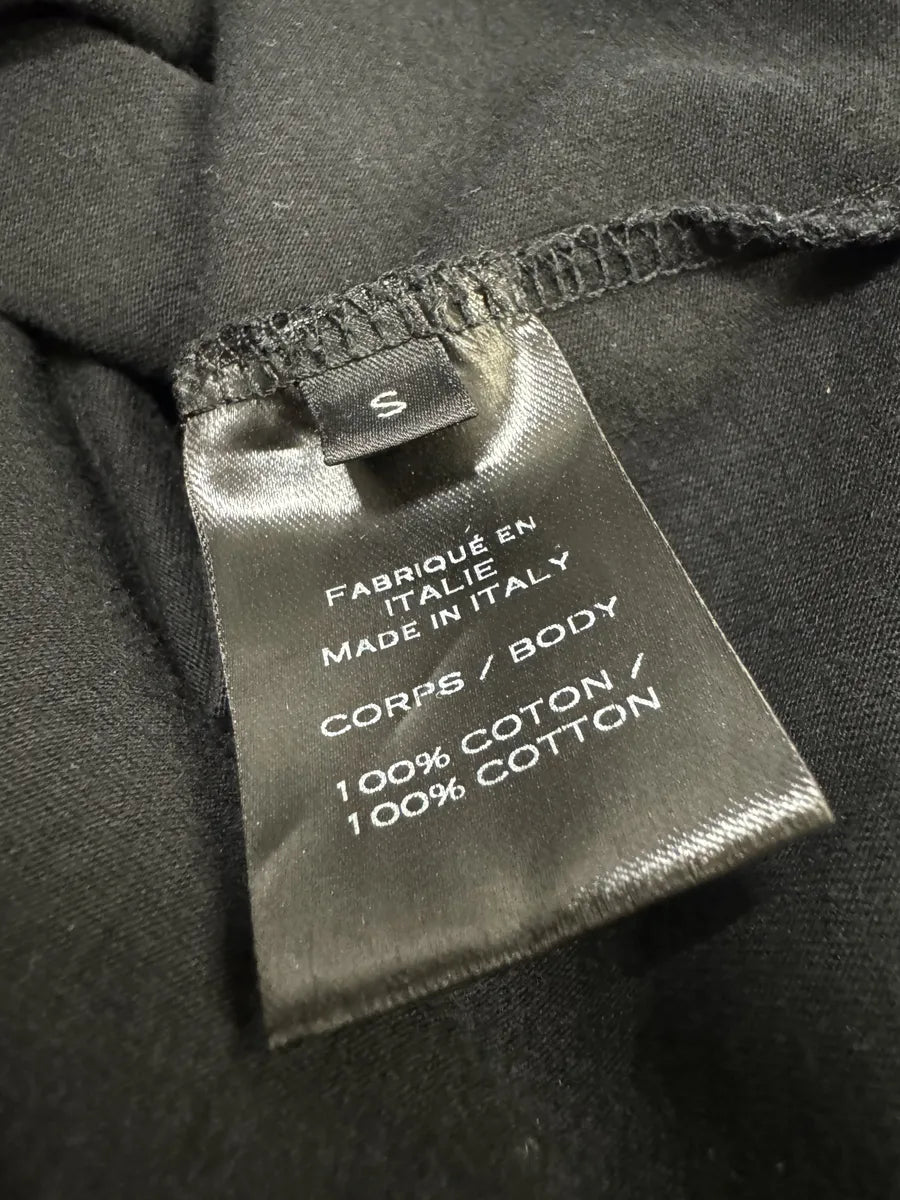 S
FABRIQUÉ EN
ITALIE
MADE IN ITALY
CORPS / BODY
100% COTON /
100% COTTON